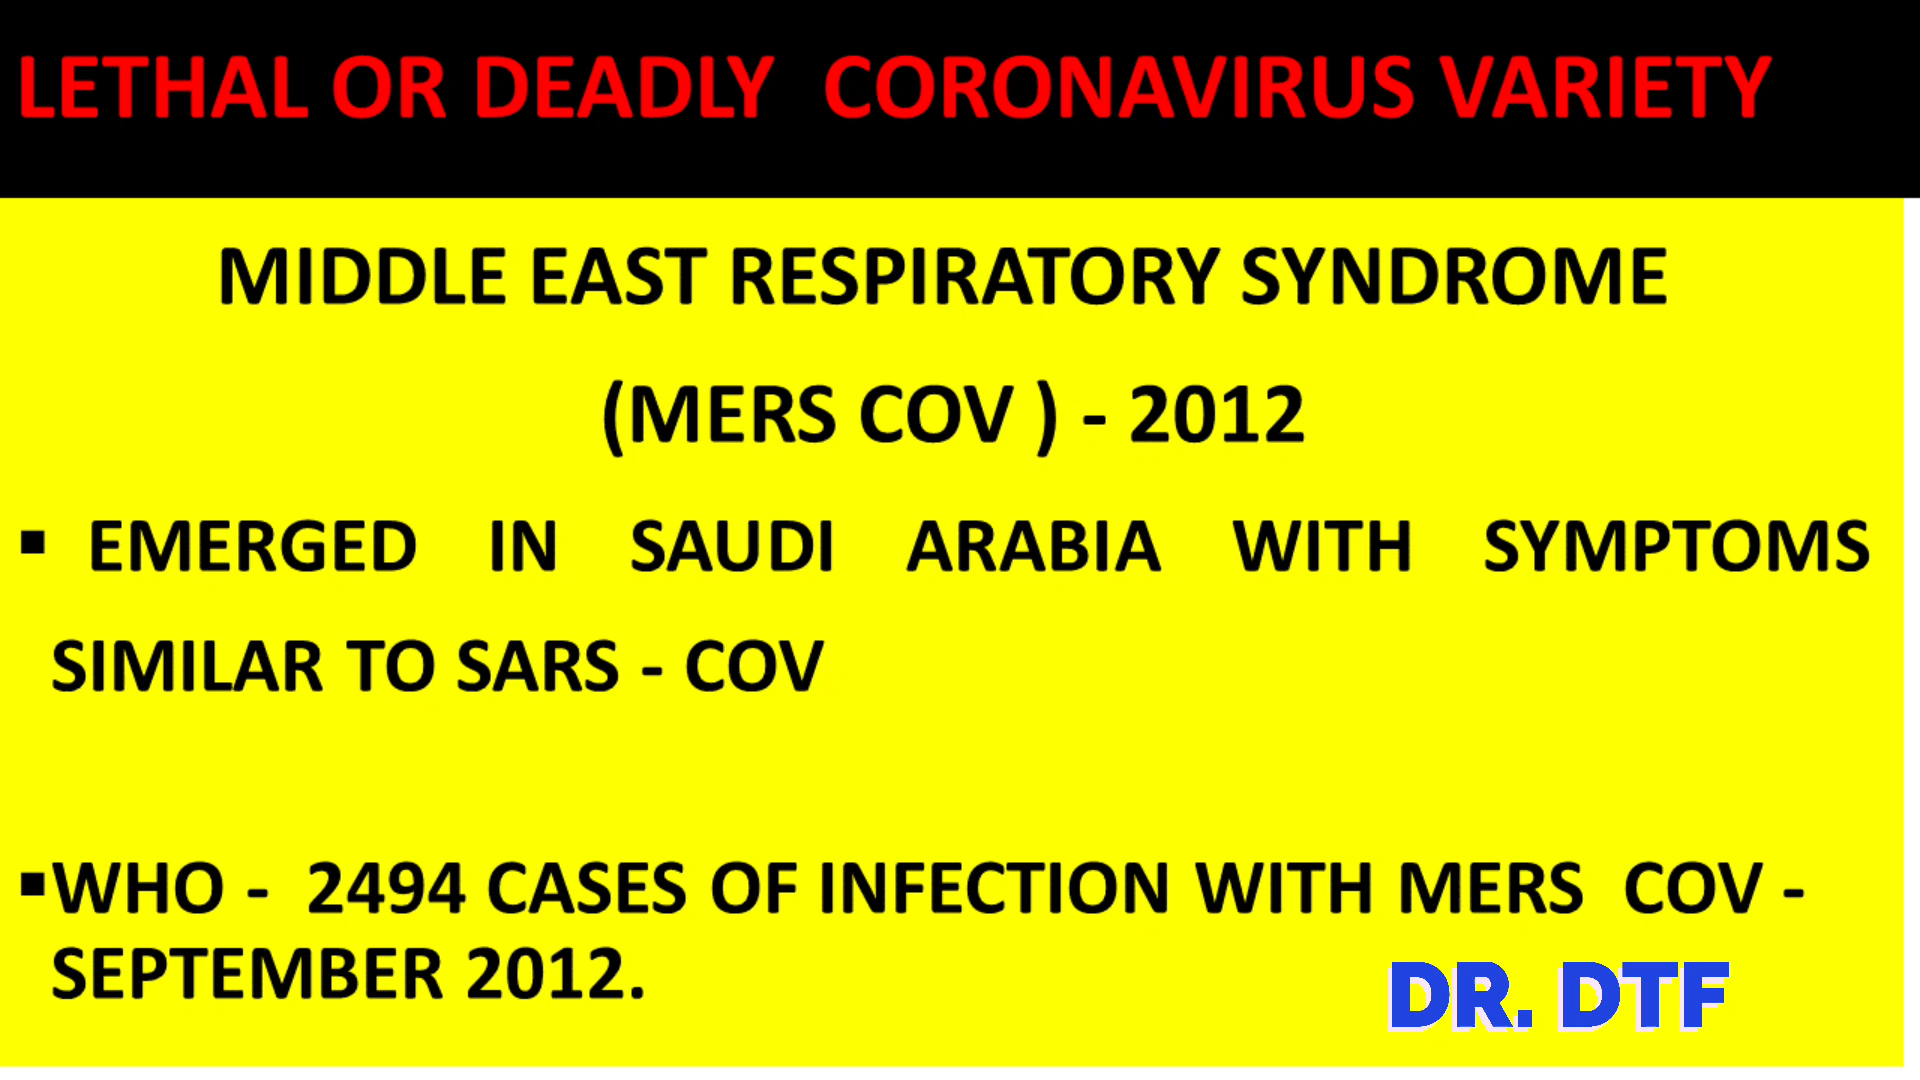 LETHAL OR DEADLY CORONAVIRUS VARIETY
MIDDLE EAST RESPIRATORY SYNDROME
(MERS COV ) - 2012
▪ EMERGED IN SAUDI ARABIA WITH SYMPTOMS
SIMILAR TO SARS - COV
▪WHO - 2494 CASES OF INFECTION WITH MERS COV -
SEPTEMBER 2012.
DR. DTF